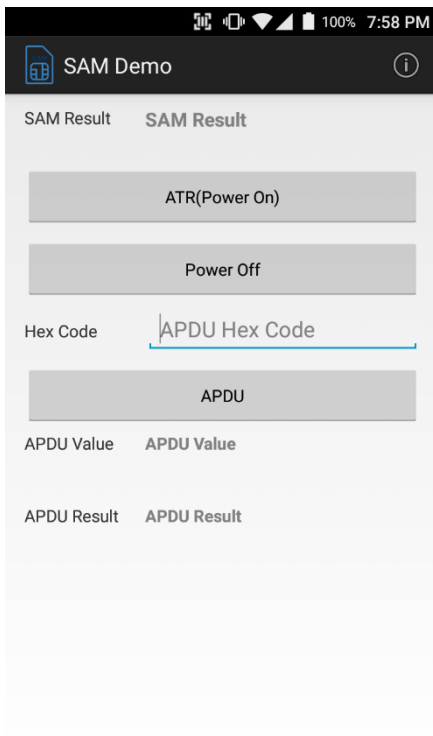 100% 7:58 PM
SAM Demo
SAM Result SAM Result
ATR(Power On)
Power Off
Hex Code APDU Hex Code
APDU
APDU Value APDU Value
APDU Result APDU Result